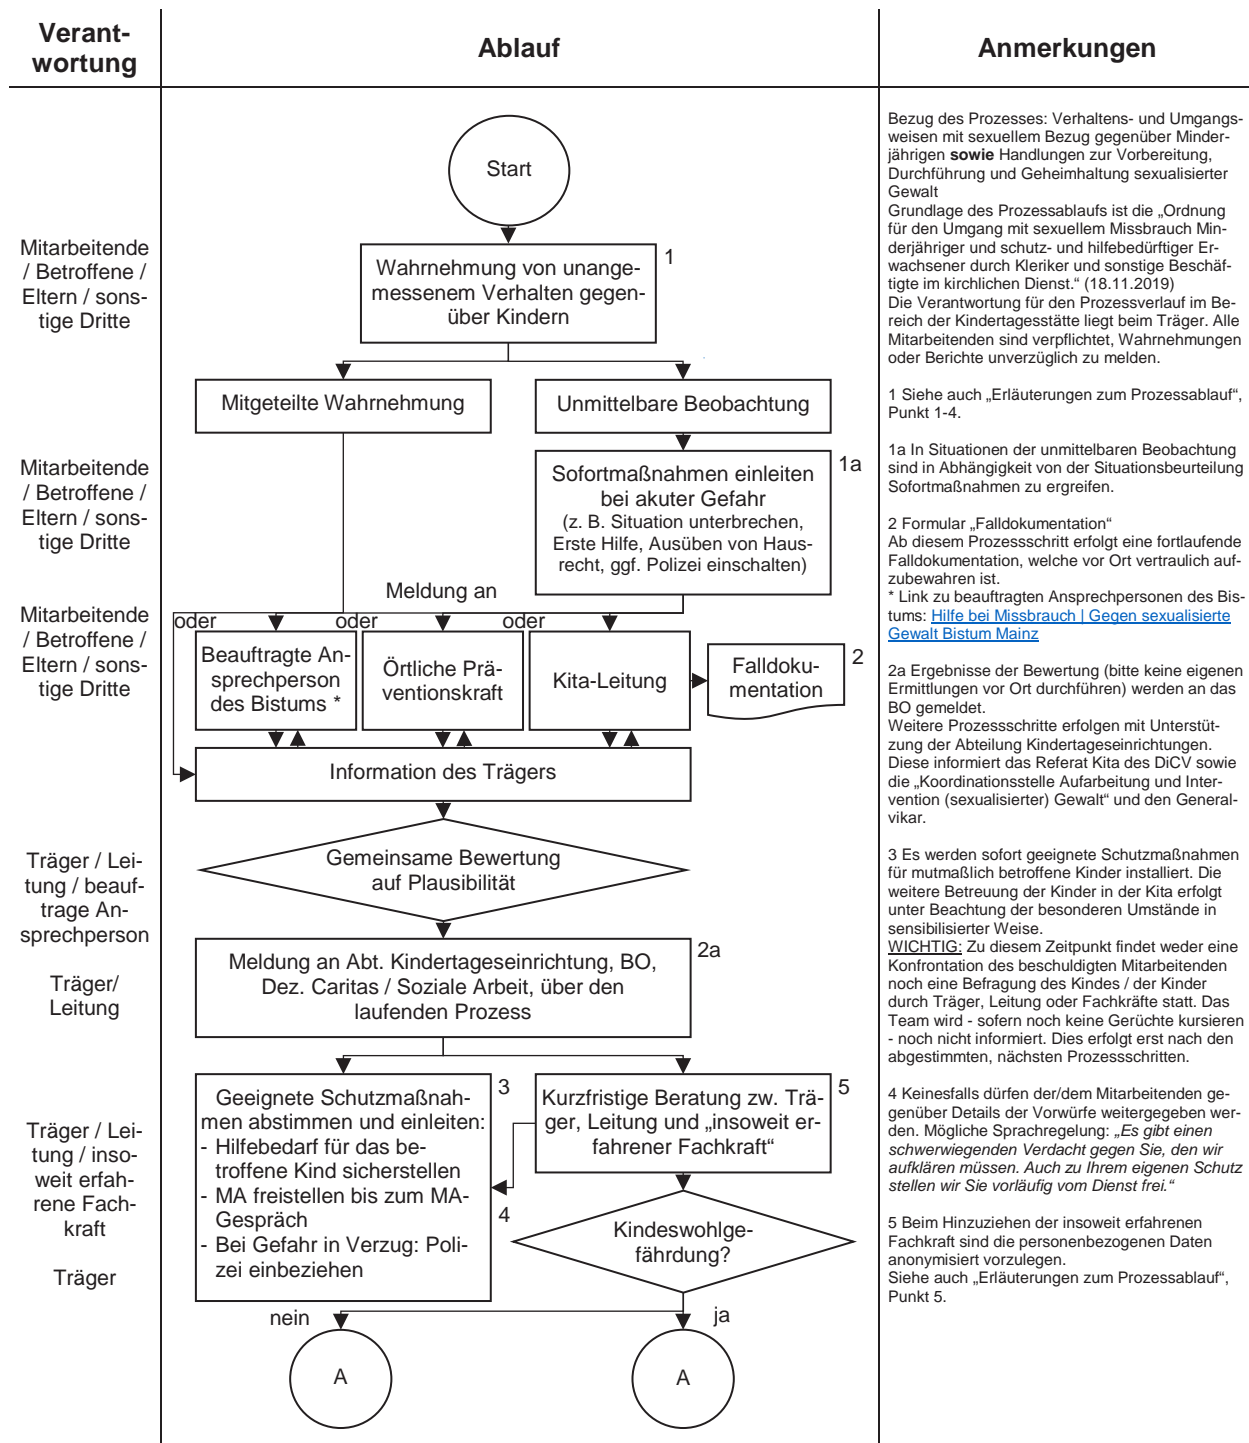 Verant-
wortung
Ablauf
Anmerkungen
Start
Mitarbeitende
/ Betroffene /
Eltern / sons-
tige Dritte
Wahrnehmung von unange-
messenem Verhalten gegen-
über Kindern
1
Mitgeteilte Wahrnehmung
Unmittelbare Beobachtung
Mitarbeitende
/ Betroffene /
Eltern / sons-
tige Dritte
Sofortmaßnahmen einleiten
bei akuter Gefahr
(z. B. Situation unterbrechen,
Erste Hilfe, Ausüben von Haus-
recht, ggf. Polizei einschalten)
1a
Meldung an
Mitarbeitende
/ Betroffene /
Eltern / sons-
tige Dritte
oder
oder
oder
Beauftragte An-
sprechperson
des Bistums *
Örtliche Prä-
ventionskraft
Kita-Leitung
Falldoku-
mentation
2
Information des Trägers
Träger / Lei-
tung / beauf-
trage An-
sprechperson
Gemeinsame Bewertung
auf Plausibilität
Träger/
Leitung
Meldung an Abt. Kindertageseinrichtung, BO,
Dez. Caritas / Soziale Arbeit, über den
laufenden Prozess
2a
Träger / Lei-
tung / inso-
weit erfah-
rene Fach-
kraft
Träger
Geeignete Schutzmaßnah-
men abstimmen und einleiten:
- Hilfebedarf für das be-
troffene Kind sicherstellen
- MA freistellen bis zum MA-
Gespräch
- Bei Gefahr in Verzug: Poli-
zei einbeziehen
3
4
Kurzfristige Beratung zw. Trä-
ger, Leitung und „insoweit er-
fahrener Fachkraft“
5
Kindeswohlge-
fährdung?
nein
ja
A
A
Bezug des Prozesses: Verhaltens- und Umgangs-
weisen mit sexuellem Bezug gegenüber Minder-
jährigen sowie Handlungen zur Vorbereitung,
Durchführung und Geheimhaltung sexualisierter
Gewalt
Grundlage des Prozessablaufs ist die „Ordnung
für den Umgang mit sexuellem Missbrauch Min-
derjähriger und schutz- und hilfebedürftiger Er-
wachsener durch Kleriker und sonstige Beschäf-
tigte im kirchlichen Dienst.“ (18.11.2019)
Die Verantwortung für den Prozessverlauf im Be-
reich der Kindertagesstätte liegt beim Träger. Alle
Mitarbeitenden sind verpflichtet, Wahrnehmungen
oder Berichte unverzüglich zu melden.
1 Siehe auch „Erläuterungen zum Prozessablauf“,
Punkt 1-4.
1a In Situationen der unmittelbaren Beobachtung
sind in Abhängigkeit von der Situationsbeurteilung
Sofortmaßnahmen zu ergreifen.
2 Formular „Falldokumentation“
Ab diesem Prozessschritt erfolgt eine fortlaufende
Falldokumentation, welche vor Ort vertraulich auf-
zubewahren ist.
* Link zu beauftragten Ansprechpersonen des Bis-
tums: Hilfe bei Missbrauch | Gegen sexualisierte
Gewalt Bistum Mainz
2a Ergebnisse der Bewertung (bitte keine eigenen
Ermittlungen vor Ort durchführen) werden an das
BO gemeldet.
Weitere Prozessschritte erfolgen mit Unterstüt-
zung der Abteilung Kindertageseinrichtungen.
Diese informiert das Referat Kita des DiCV sowie
die „Koordinationsstelle Aufarbeitung und Inter-
vention (sexualisierter) Gewalt“ und den General-
vikar.
3 Es werden sofort geeignete Schutzmaßnahmen
für mutmaßlich betroffene Kinder installiert. Die
weitere Betreuung der Kinder in der Kita erfolgt
unter Beachtung der besonderen Umstände in
sensibilisierter Weise.
WICHTIG: Zu diesem Zeitpunkt findet weder eine
Konfrontation des beschuldigten Mitarbeitenden
noch eine Befragung des Kindes / der Kinder
durch Träger, Leitung oder Fachkräfte statt. Das
Team wird - sofern noch keine Gerüchte kursieren
- noch nicht informiert. Dies erfolgt erst nach den
abgestimmten, nächsten Prozessschritten.
4 Keinesfalls dürfen der/dem Mitarbeitenden ge-
genüber Details der Vorwürfe weitergegeben wer-
den. Mögliche Sprachregelung: „Es gibt einen
schwerwiegenden Verdacht gegen Sie, den wir
aufklären müssen. Auch zu Ihrem eigenen Schutz
stellen wir Sie vorläufig vom Dienst frei.“
5 Beim Hinzuziehen der insoweit erfahrenen
Fachkraft sind die personenbezogenen Daten
anonymisiert vorzulegen.
Siehe auch „Erläuterungen zum Prozessablauf“,
Punkt 5.